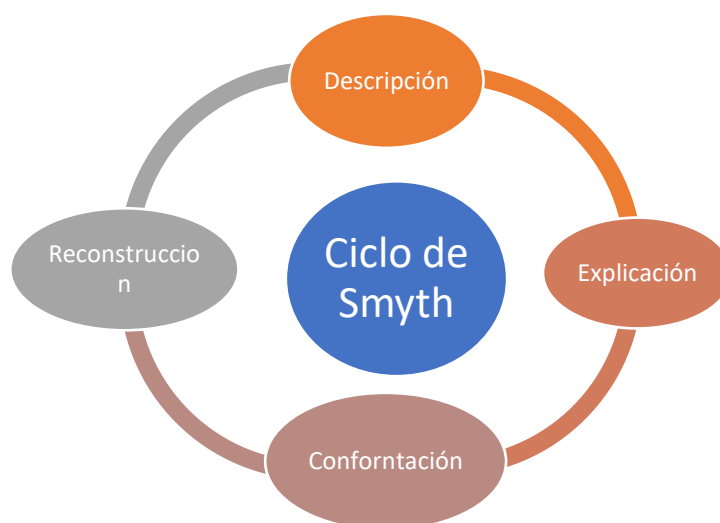 Descripción
Reconstruccio
n
Ciclo de
Smyth
Explicación
Conforntación